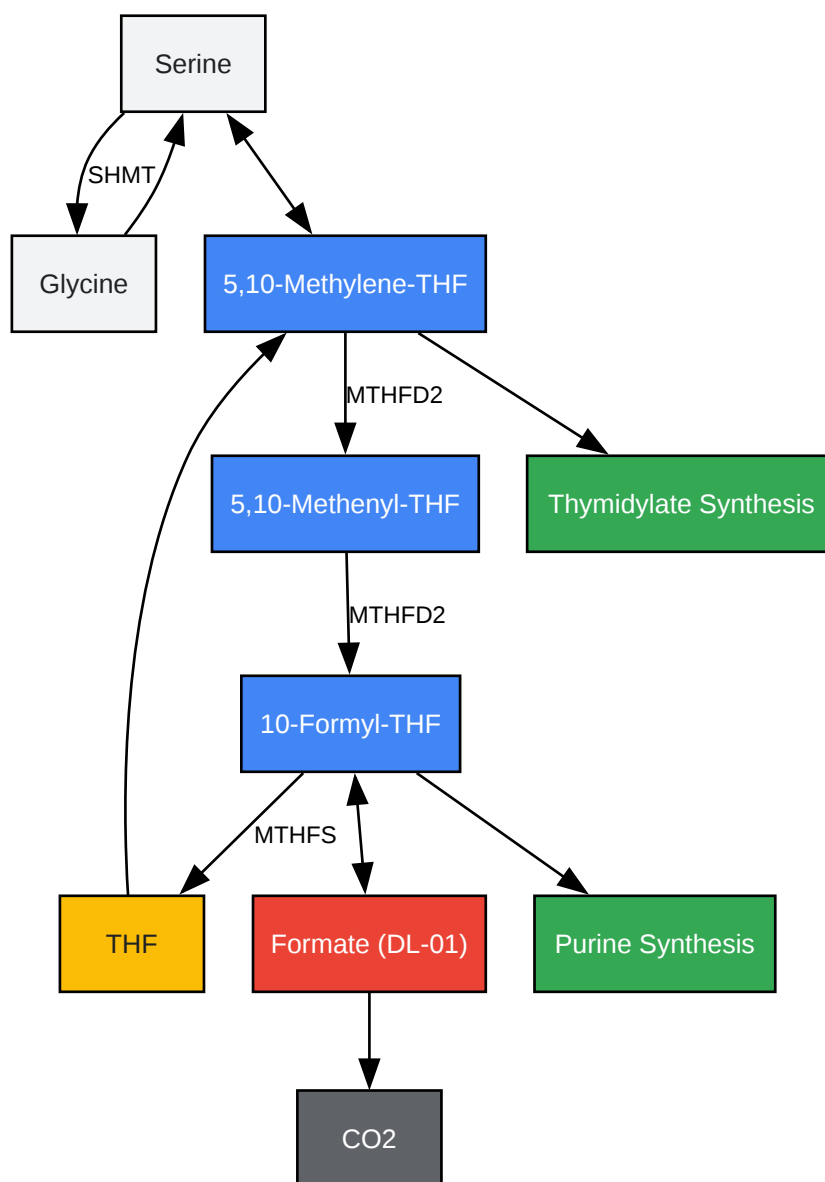 Serine
SHMT
Glycine
5,10-Methylene-THF
MTHFD2
5,10-Methenyl-THF
Thymidylate Synthesis
MTHFD2
10-Formyl-THF
MTHFS
THF
Formate (DL-01)
Purine Synthesis
CO2